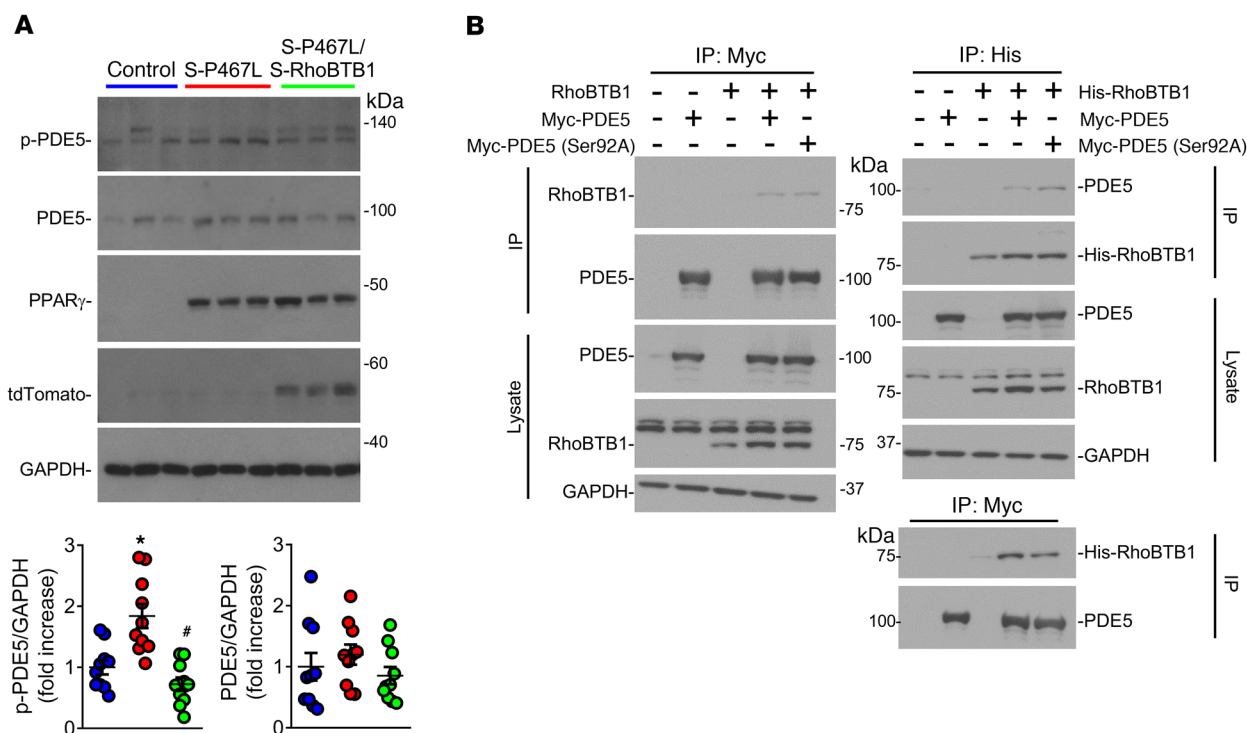 A
Control
S-P467L
S-P467L/
S-RhoBTB1
kDa
p-PDE5-
-140
PDE5-
-100
PPARγ-
-50
tdTomato-
-60
GAPDH-
-40
p-PDE5/GAPDH
(fold increase)
3
2
1
0
*
#
PDE5/GAPDH
(fold increase)
3
2
1
0
B
IP: Myc
RhoBTB1 - - + + +
Myc-PDE5 - + - + -
Myc-PDE5 (Ser92A) - - - - +
kDa
IP
RhoBTB1-
-75
PDE5-
-100
Lysate
PDE5-
-100
RhoBTB1-
-75
GAPDH-
-37
IP: His
- - + + + His-RhoBTB1
- + - + - Myc-PDE5
- - - - + Myc-PDE5 (Ser92A)
100- -PDE5
75- -His-RhoBTB1
IP
100- -PDE5
75- -RhoBTB1
37- -GAPDH
Lysate
IP: Myc
kDa
75- -His-RhoBTB1
100- -PDE5
IP